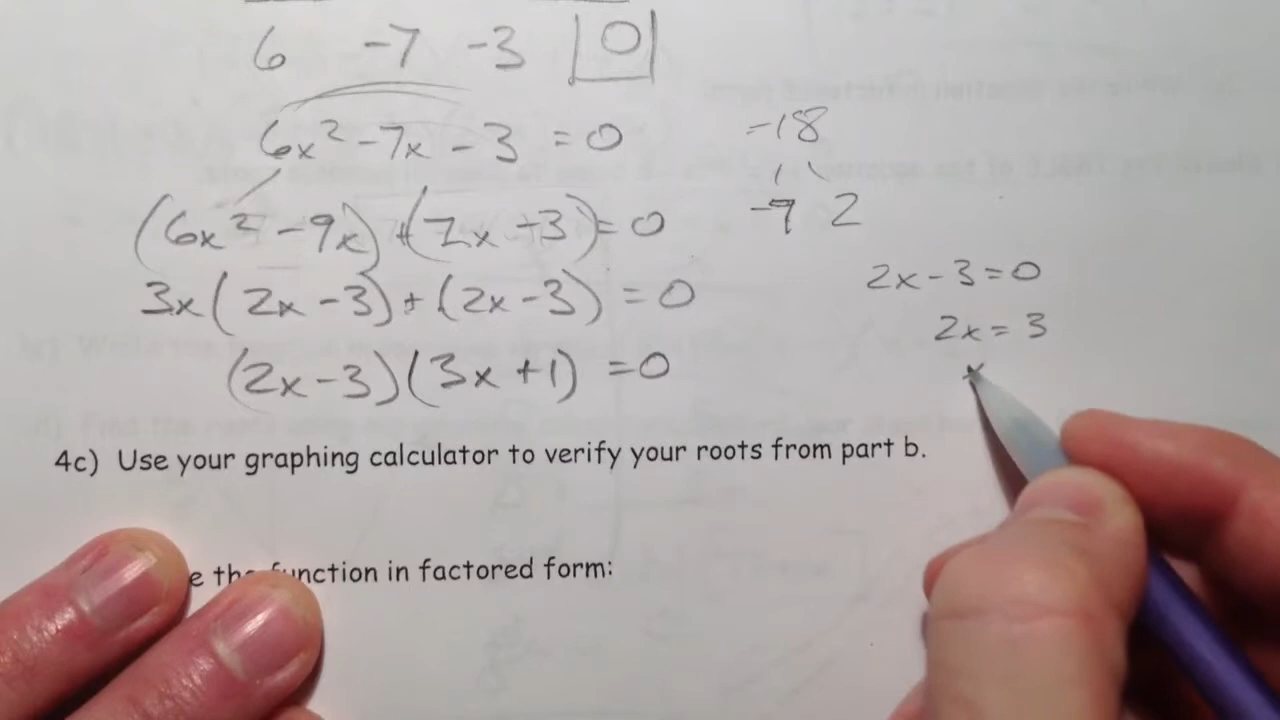 6 -7 -3 |0|
6x² - 7x - 3 = 0
-18
-9 2
(6x² - 9x) + (2x + 3) = 0
2x - 3 = 0
3x(2x - 3) + (2x - 3) = 0
2x = 3
(2x - 3)(3x + 1) = 0
x
4c) Use your graphing calculator to verify your roots from part b.
e the function in factored form: